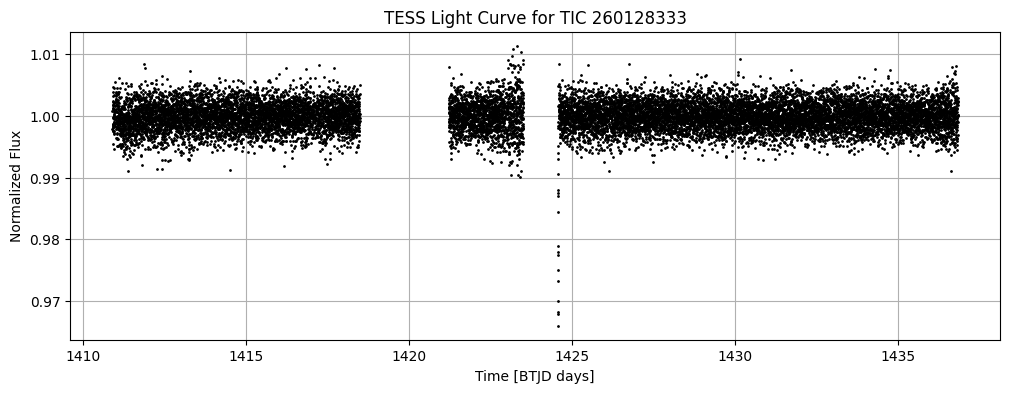 TESS Light Curve for TIC 260128333
Normalized Flux
1.01
1.00
0.99
0.98
0.97
1410 1415 1420 1425 1430 1435
Time [BTJD days]